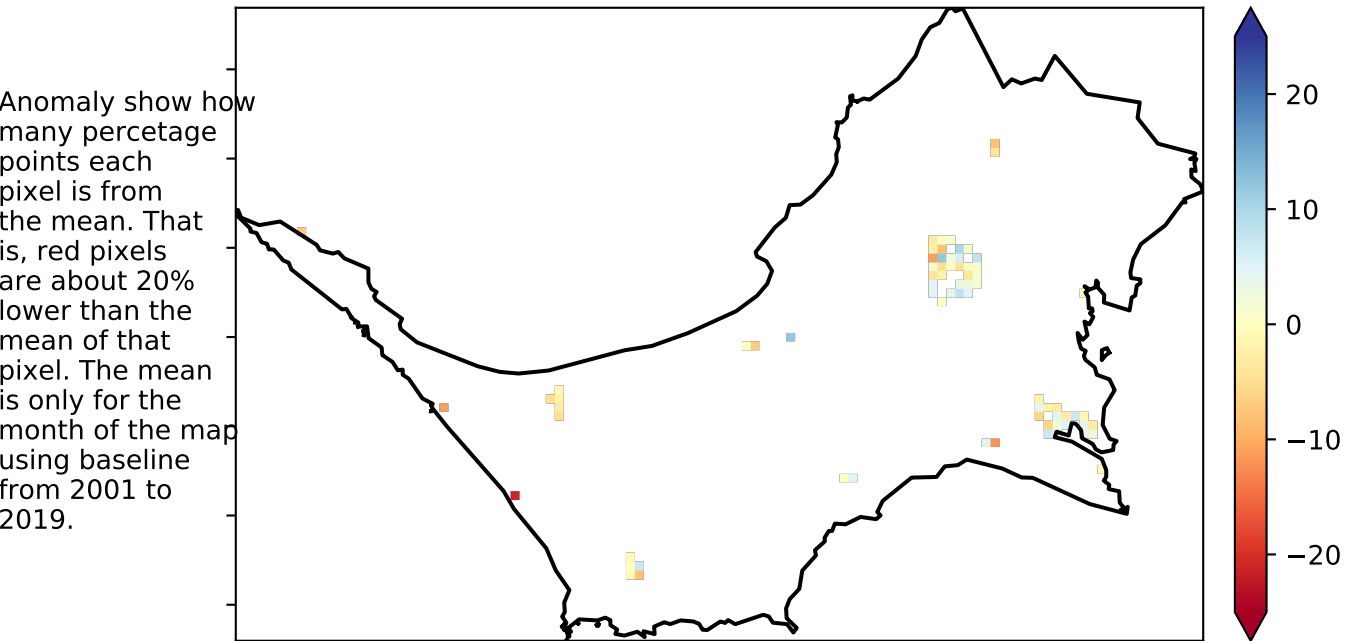 Anomaly show how
many percetage
points each
pixel is from
the mean. That
is, red pixels
are about 20%
lower than the
mean of that
pixel. The mean
is only for the
month of the map
using baseline
from 2001 to
2019.
20
10
0
−10
−20